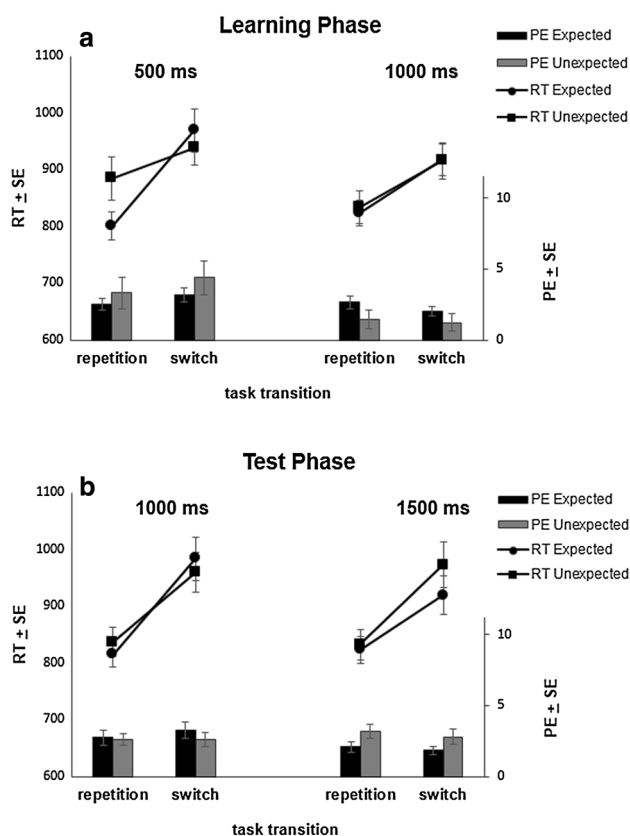 Learning Phase
a
500 ms
1000 ms
PE Expected
PE Unexpected
RT Expected
RT Unexpected
1100
1000
900
800
700
600
RT ± SE
10
5
0
PE ± SE
repetition
switch
repetition
switch
task transition
Test Phase
b
1000 ms
1500 ms
PE Expected
PE Unexpected
RT Expected
RT Unexpected
1100
1000
900
800
700
600
RT ± SE
10
5
0
PE ± SE
repetition
switch
repetition
switch
task transition